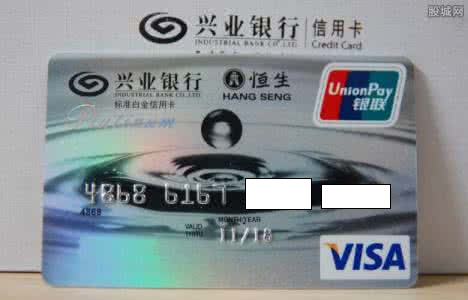 股城网
兴业银行 信用卡
INDUSTRIAL BANK CO.,LTD. Credit Card
兴业银行 恒生
INDUSTRIAL BANK CO.,LTD. HANG SENG
标准白金信用卡
UnionPay
银联
4868 6167
4868
MONTH/YEAR
VALID THRU 11/18
VISA